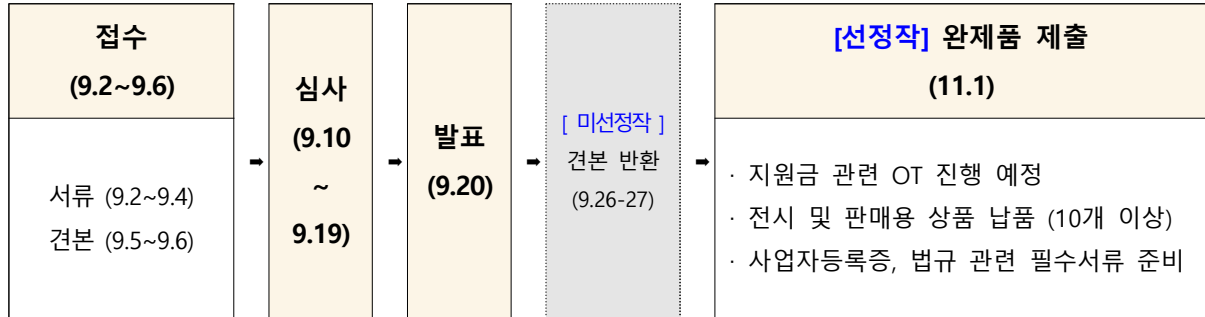 접수
(9.2~9.6)
서류 (9.2~9.4)
견본 (9.5~9.6)
➡
심사
(9.10
~
9.19)
➡
발표
(9.20)
➡
[ 미선정작 ]
견본 반환
(9.26-27)
➡
[선정작] 완제품 제출
(11.1)
· 지원금 관련 OT 진행 예정
· 전시 및 판매용 상품 납품 (10개 이상)
· 사업자등록증, 법규 관련 필수서류 준비